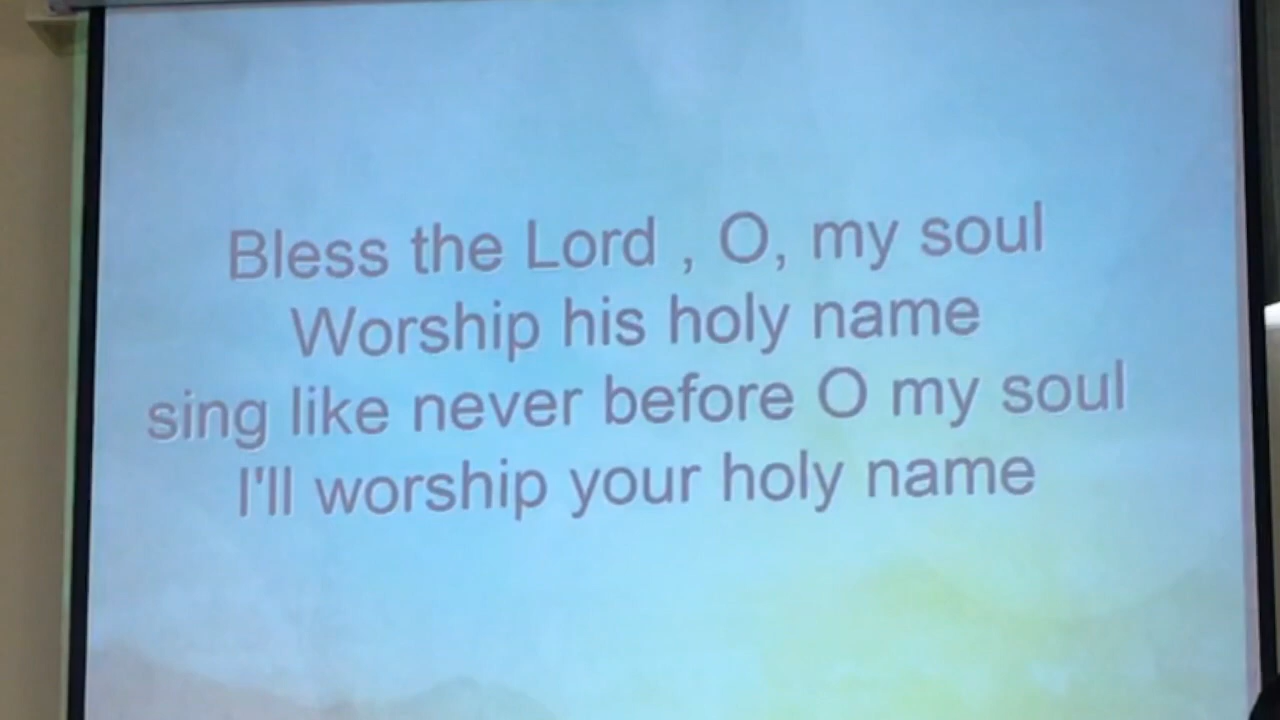 Bless the Lord , O, my soul
Worship his holy name
sing like never before O my soul
I'll worship your holy name